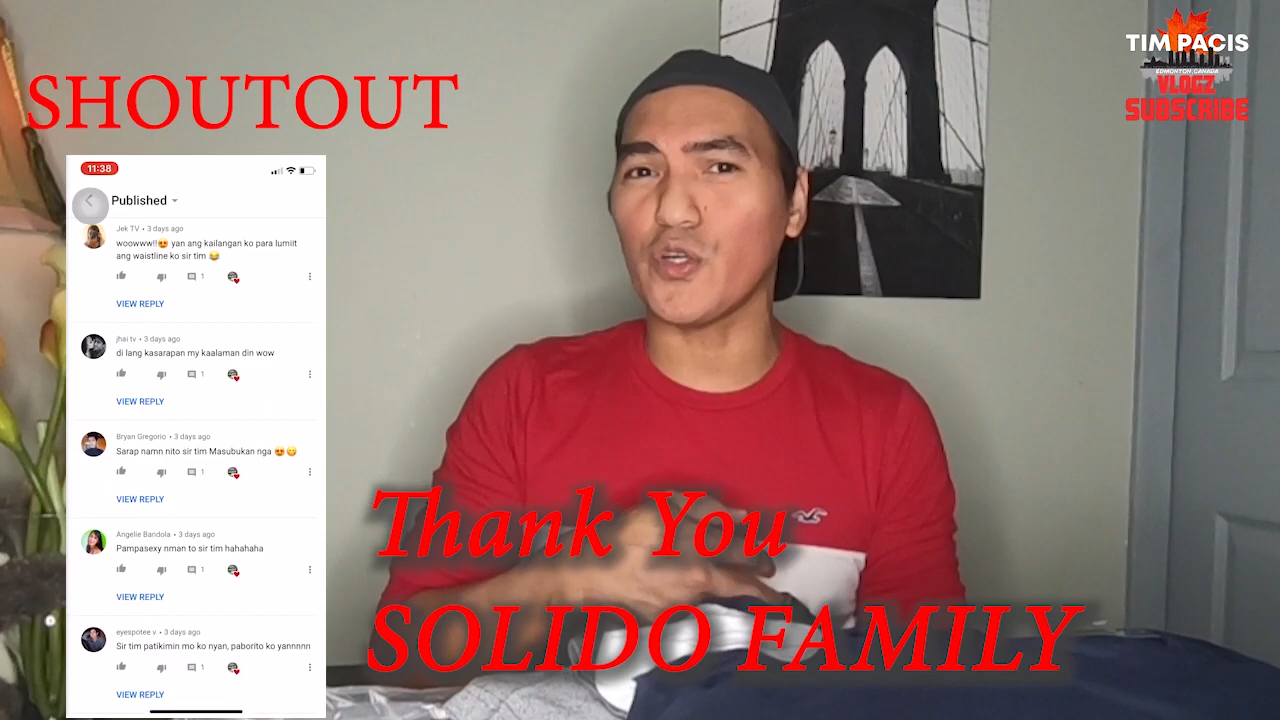 SHOUTOUT
TIM PACIS
EDMONTON, CANADA
VLOGZ
SUBSCRIBE
11:38
Published
Jek TV • 3 days ago
woowww!!😍 yan ang kailangan ko para lumiit
ang waistline ko sir tim 😂
1
VIEW REPLY
jhai tv • 3 days ago
di lang kasarapan my kaalaman din wow
1
VIEW REPLY
Bryan Gregorio • 3 days ago
Sarap namn nito sir tim Masubukan nga 😍😋
1
VIEW REPLY
Angelie Bandola • 3 days ago
Pampasexy nman to sir tim hahahaha
1
VIEW REPLY
eyespotee v • 3 days ago
Sir tim patikimin mo ko nyan, paborito ko yannnnn
1
VIEW REPLY
Thank You
SOLIDO FAMILY